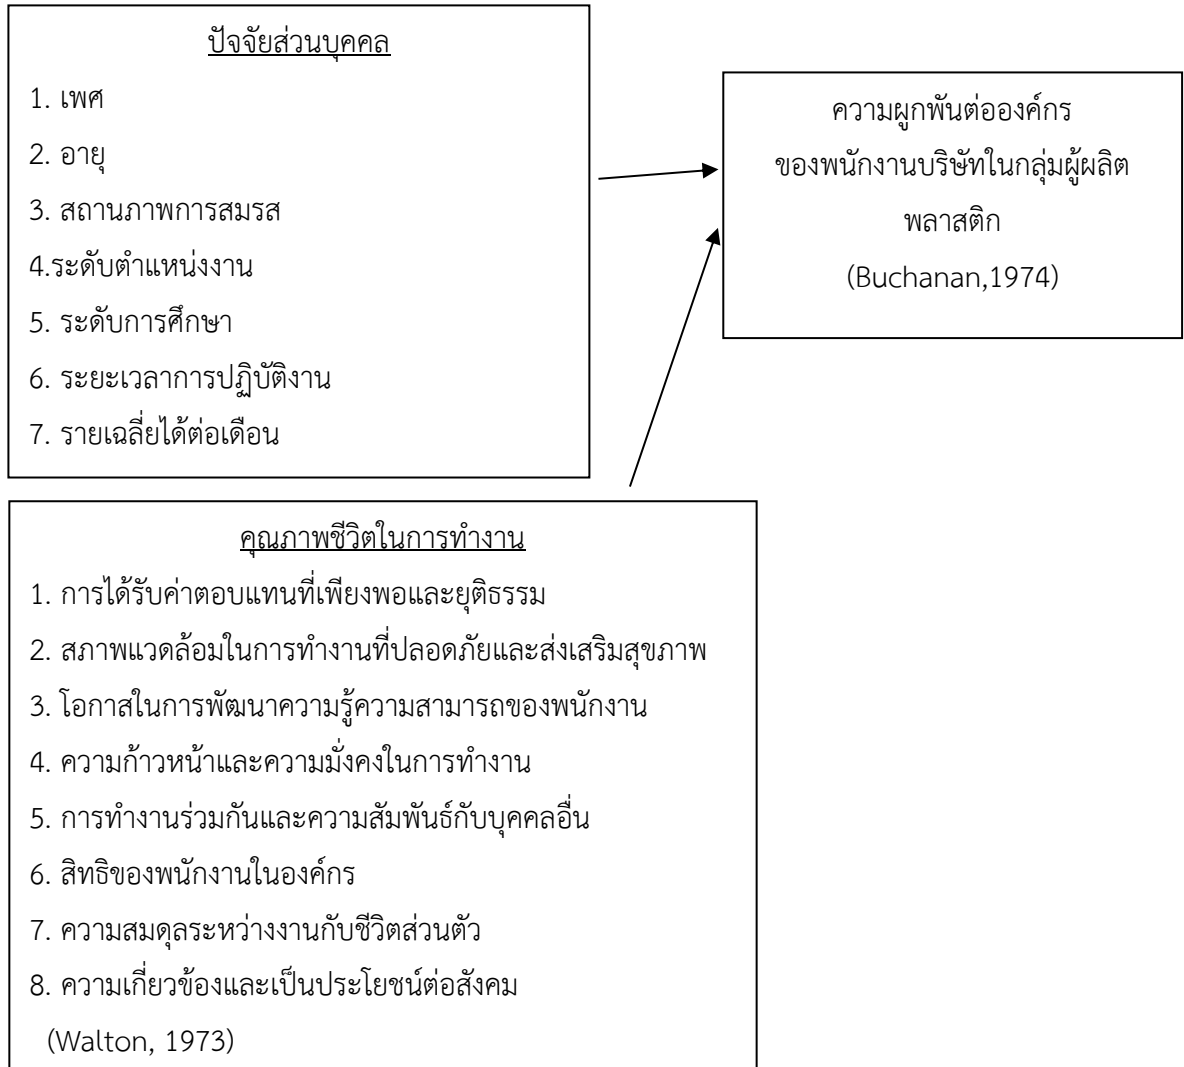 ปัจจัยส่วนบุคคล
1. เพศ
2. อายุ
3. สถานภาพการสมรส
4.ระดับตำแหน่งงาน
5. ระดับการศึกษา
6. ระยะเวลาการปฏิบัติงาน
7. รายเฉลี่ยได้ต่อเดือน
ความผูกพันต่อองค์กร
ของพนักงานบริษัทในกลุ่มผู้ผลิต
พลาสติก
(Buchanan,1974)
คุณภาพชีวิตในการทำงาน
1. การได้รับค่าตอบแทนที่เพียงพอและยุติธรรม
2. สภาพแวดล้อมในการทำงานที่ปลอดภัยและส่งเสริมสุขภาพ
3. โอกาสในการพัฒนาความรู้ความสามารถของพนักงาน
4. ความก้าวหน้าและความมั่งคงในการทำงาน
5. การทำงานร่วมกันและความสัมพันธ์กับบุคคลอื่น
6. สิทธิของพนักงานในองค์กร
7. ความสมดุลระหว่างงานกับชีวิตส่วนตัว
8. ความเกี่ยวข้องและเป็นประโยชน์ต่อสังคม
(Walton, 1973)